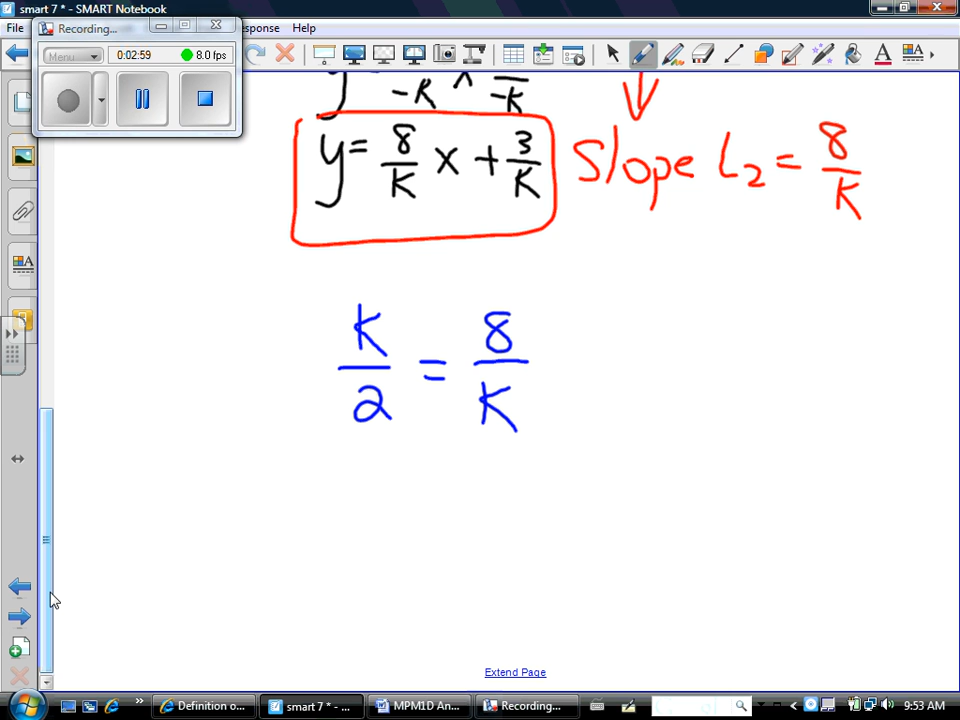 smart 7 * - SMART Notebook
File
esponse Help
Recording...
Menu 0:02:59 8.0 fps
-K x -K
y= 8/K x + 3/K Slope L2 = 8/K
K/2 = 8/K
Extend Page
Definition o... smart 7 * - ... MPM1D An... Recording... 9:53 AM